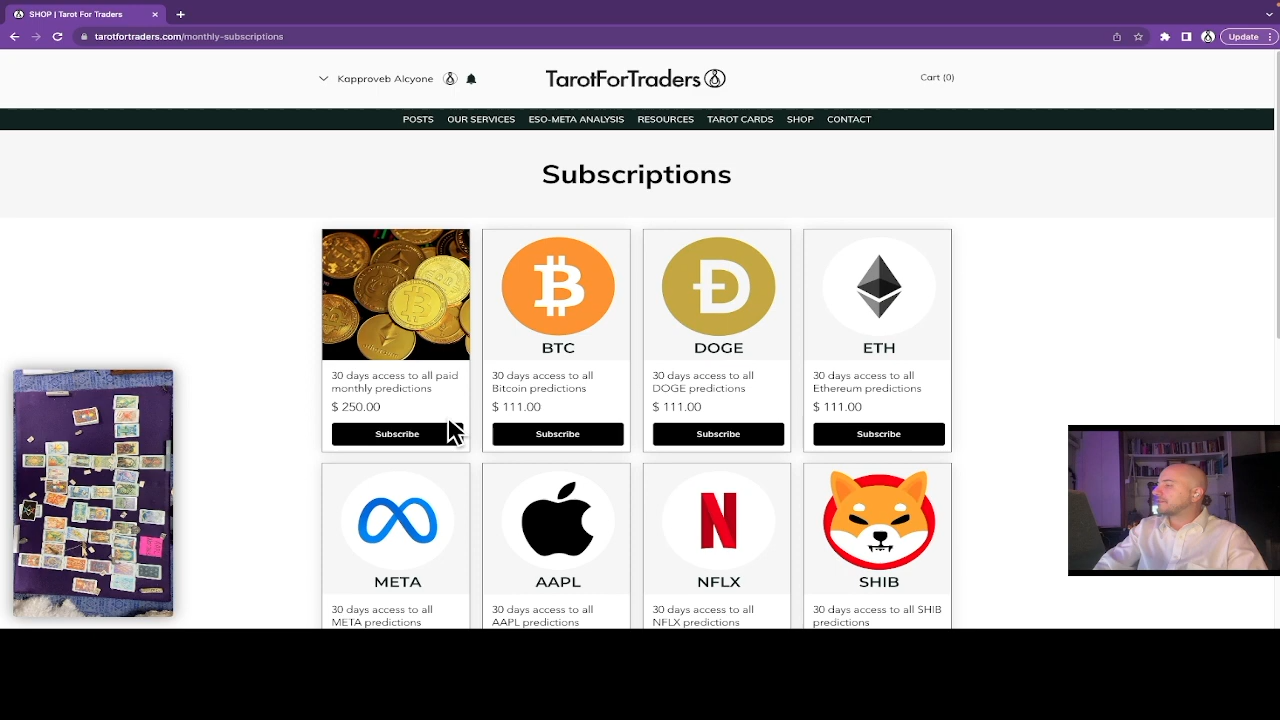 SHOP | Tarot For Traders
tarotfortraders.com/monthly-subscriptions
Update
Kapproveb Alcyone
TarotForTraders
Cart (0)
POSTS OUR SERVICES ESO-META ANALYSIS RESOURCES TAROT CARDS SHOP CONTACT
Subscriptions
BTC
DOGE
ETH
30 days access to all paid
monthly predictions
$ 250.00
Subscribe
30 days access to all
Bitcoin predictions
$ 111.00
Subscribe
30 days access to all
DOGE predictions
$ 111.00
Subscribe
30 days access to all
Ethereum predictions
$ 111.00
Subscribe
META
AAPL
NFLX
SHIB
30 days access to all
META predictions
30 days access to all
AAPL predictions
30 days access to all
NFLX predictions
30 days access to all SHIB
predictions